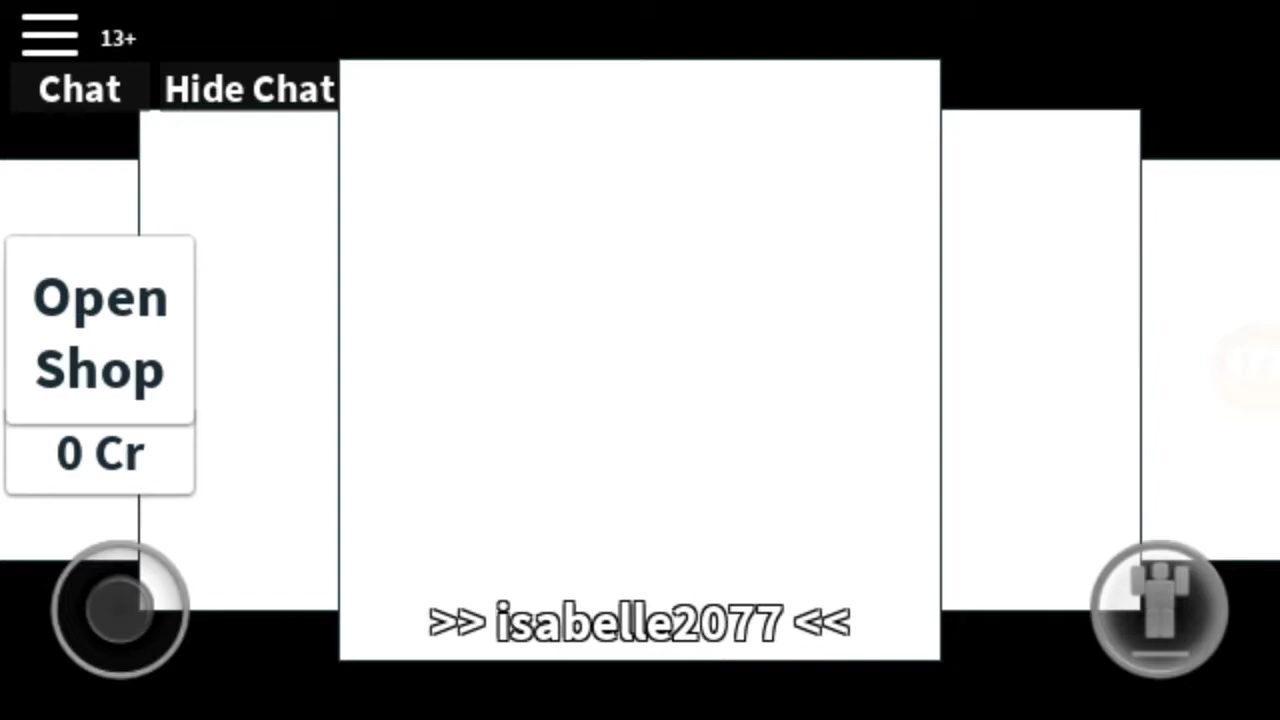 13+
Chat
Hide Chat
Open
Shop
0 Cr
>> isabelle2077 <<